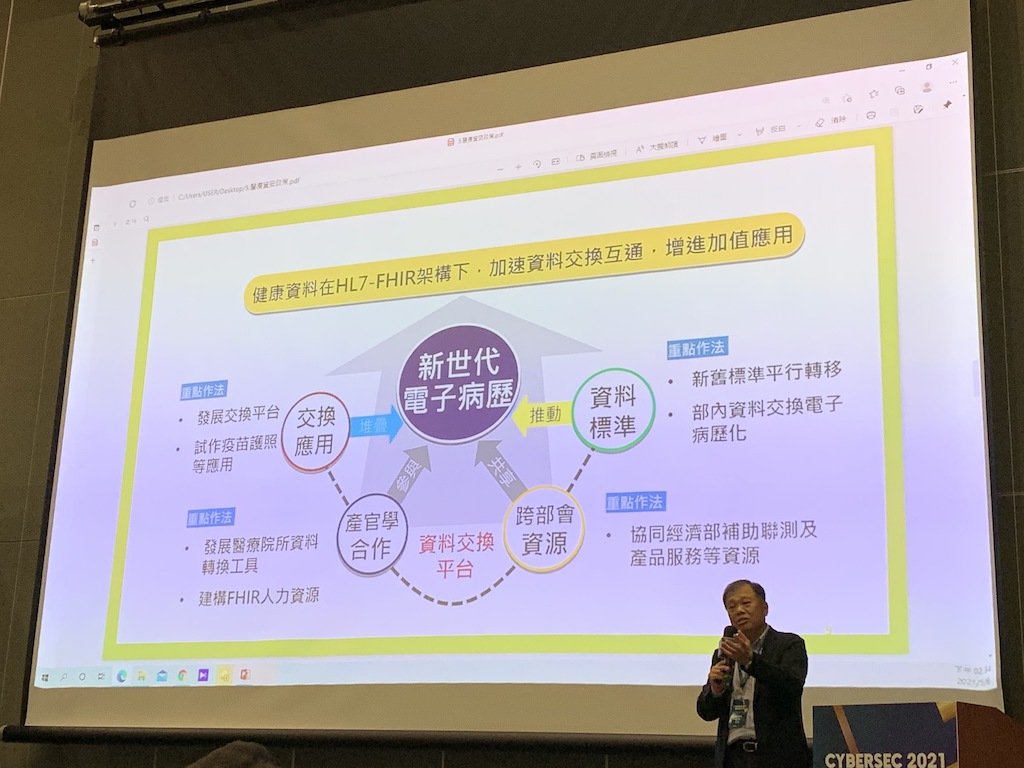 5.醫療資安政策.pdf
C:/Users/USER/Desktop/5.醫療資安政策.pdf
頁面檢視
大聲朗讀
繪圖
反白
清除
健康資料在HL7-FHIR架構下，加速資料交換互通，增進加值應用
新世代
電子病歷
重點作法
• 發展交換平台
• 試作疫苗護照
等應用
交換
應用
堆疊
推動
資料
標準
重點作法
• 新舊標準平行轉移
• 部內資料交換電子
病歷化
重點作法
• 發展醫療院所資料
轉換工具
• 建構FHIR人力資源
產官學
合作
參與
資料交換
平台
共享
跨部會
資源
重點作法
• 協同經濟部補助聯測及
產品服務等資源
9
CYBERSEC 2021